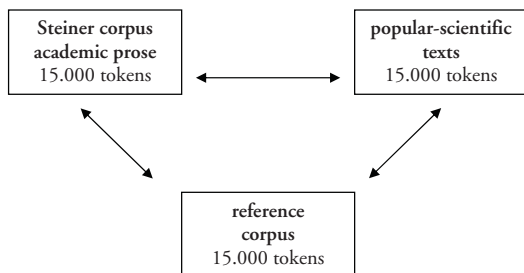 Steiner corpus
academic prose
15.000 tokens
popular-scientific
texts
15.000 tokens
reference
corpus
15.000 tokens